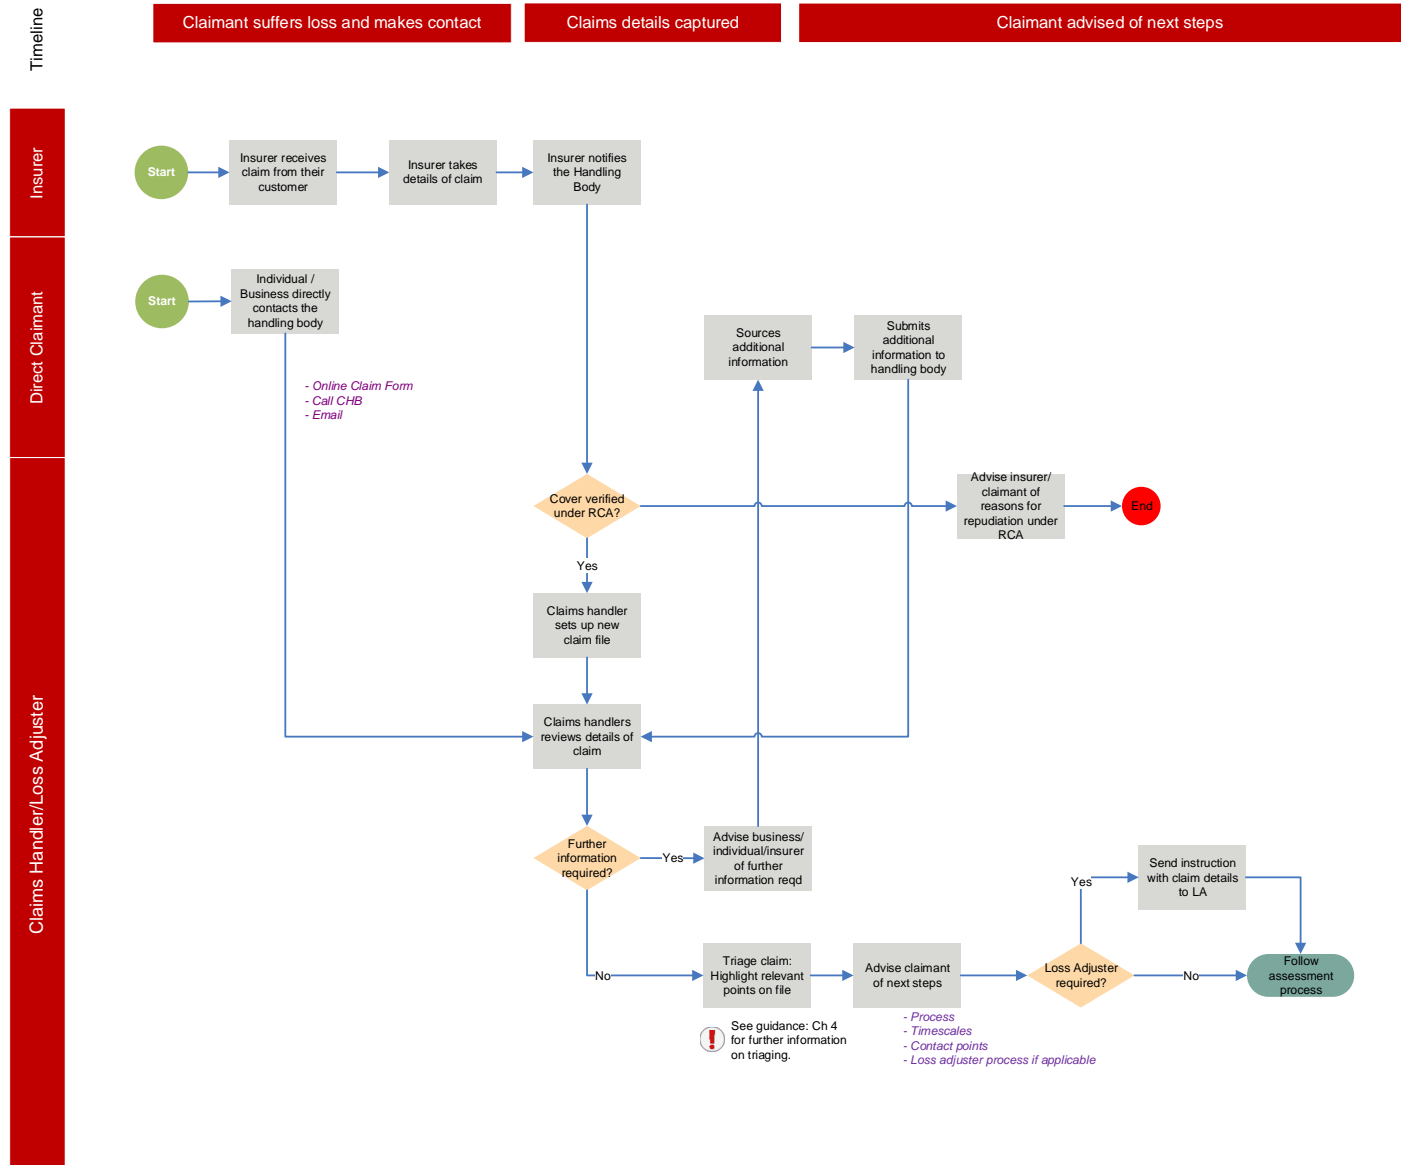 Timeline
Claimant suffers loss and makes contact
Claims details captured
Claimant advised of next steps
Insurer
Start
Insurer receives
claim from their
customer
Insurer takes
details of claim
Insurer notifies
the Handling
Body
Direct Claimant
Start
Individual /
Business directly
contacts the
handling body
- Online Claim Form
- Call CHB
- Email
Sources
additional
information
Submits
additional
information to
handling body
Claims Handler/Loss Adjuster
Cover verified
under RCA?
Advise insurer/
claimant of
reasons for
repudiation under
RCA
End
Yes
Claims handler
sets up new
claim file
Claims handlers
reviews details of
claim
Further
information
required?
Yes
Advise business/
individual/insurer
of further
information reqd
No
Triage claim:
Highlight relevant
points on file
See guidance: Ch 4
for further information
on triaging.
Advise claimant
of next steps
- Process
- Timescales
- Contact points
- Loss adjuster process if applicable
Loss Adjuster
required?
Yes
Send instruction
with claim details
to LA
No
Follow
assessment
process